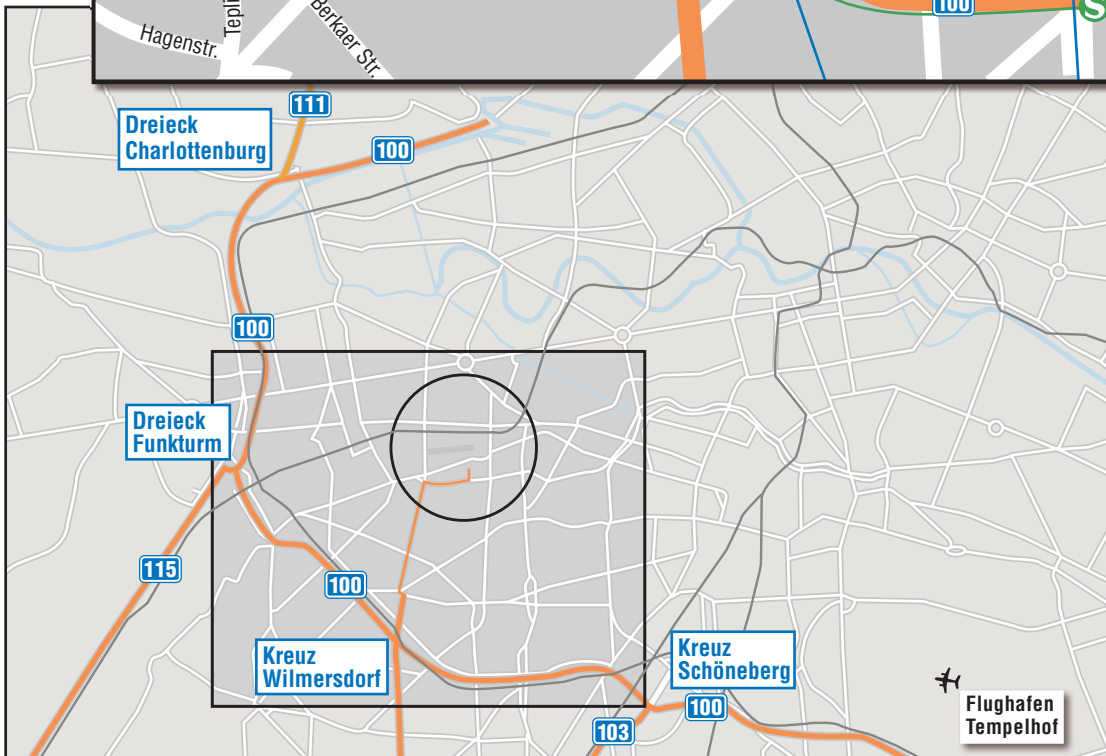 100
S
Hagenstr.
Tepli
Berkaer Str.
111
Dreieck
Charlottenburg
100
100
Dreieck
Funkturm
115
100
Kreuz
Wilmersdorf
Kreuz
Schöneberg
100
103
Flughafen
Tempelhof